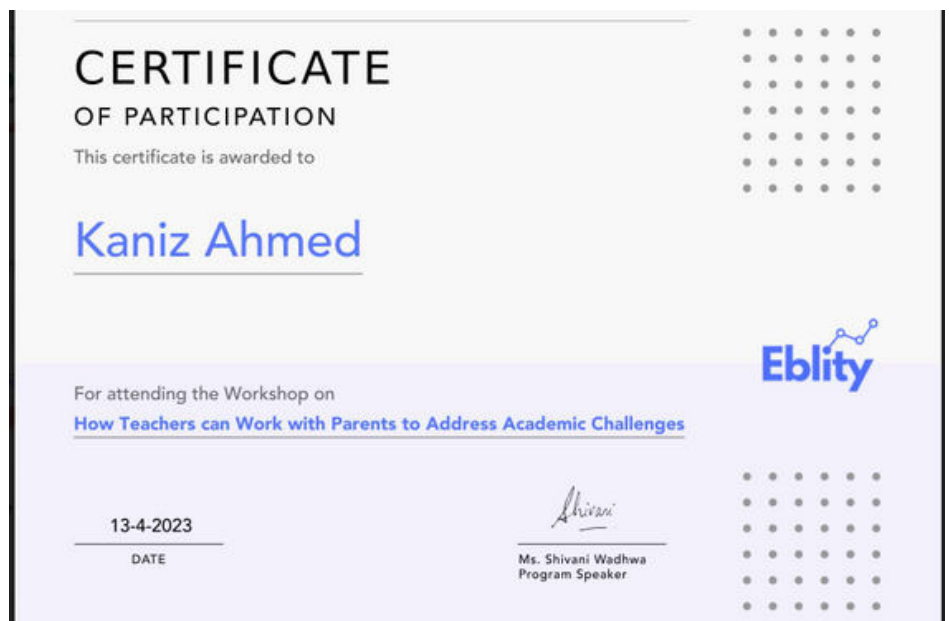 CERTIFICATE
OF PARTICIPATION
This certificate is awarded to
Kaniz Ahmed
Eblity
For attending the Workshop on
How Teachers can Work with Parents to Address Academic Challenges
Shivani
13-4-2023
DATE
Ms. Shivani Wadhwa
Program Speaker